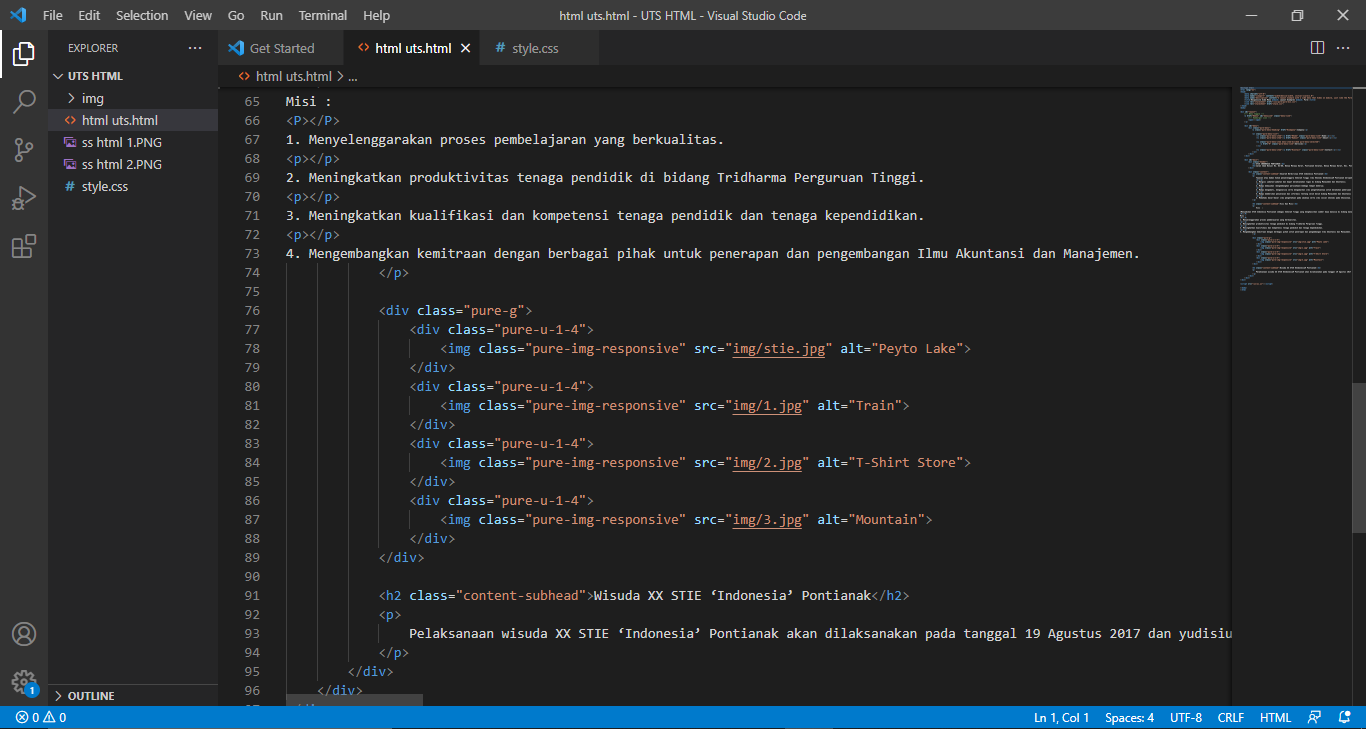 File Edit Selection View Go Run Terminal Help html uts.html - UTS HTML - Visual Studio Code
EXPLORER
UTS HTML
img
html uts.html
ss html 1.PNG
ss html 2.PNG
style.css
OUTLINE
Get Started html uts.html style.css
html uts.html > ...
65 Misi :
66 <P></P>
67 1. Menyelenggarakan proses pembelajaran yang berkualitas.
68 <p></p>
69 2. Meningkatkan produktivitas tenaga pendidik di bidang Tridharma Perguruan Tinggi.
70 <p></p>
71 3. Meningkatkan kualifikasi dan kompetensi tenaga pendidik dan tenaga kependidikan.
72 <p></p>
73 4. Mengembangkan kemitraan dengan berbagai pihak untuk penerapan dan pengembangan Ilmu Akuntansi dan Manajemen.
74 </p>
75
76 <div class="pure-g">
77 <div class="pure-u-1-4">
78 <img class="pure-img-responsive" src="img/stie.jpg" alt="Peyto Lake">
79 </div>
80 <div class="pure-u-1-4">
81 <img class="pure-img-responsive" src="img/1.jpg" alt="Train">
82 </div>
83 <div class="pure-u-1-4">
84 <img class="pure-img-responsive" src="img/2.jpg" alt="T-Shirt Store">
85 </div>
86 <div class="pure-u-1-4">
87 <img class="pure-img-responsive" src="img/3.jpg" alt="Mountain">
88 </div>
89 </div>
90
91 <h2 class="content-subhead">Wisuda XX STIE ‘Indonesia’ Pontianak</h2>
92 <p>
93 Pelaksanaan wisuda XX STIE ‘Indonesia’ Pontianak akan dilaksanakan pada tanggal 19 Agustus 2017 dan yudisiu
94 </p>
95 </div>
96 </div>
1
0 0 Ln 1, Col 1 Spaces: 4 UTF-8 CRLF HTML